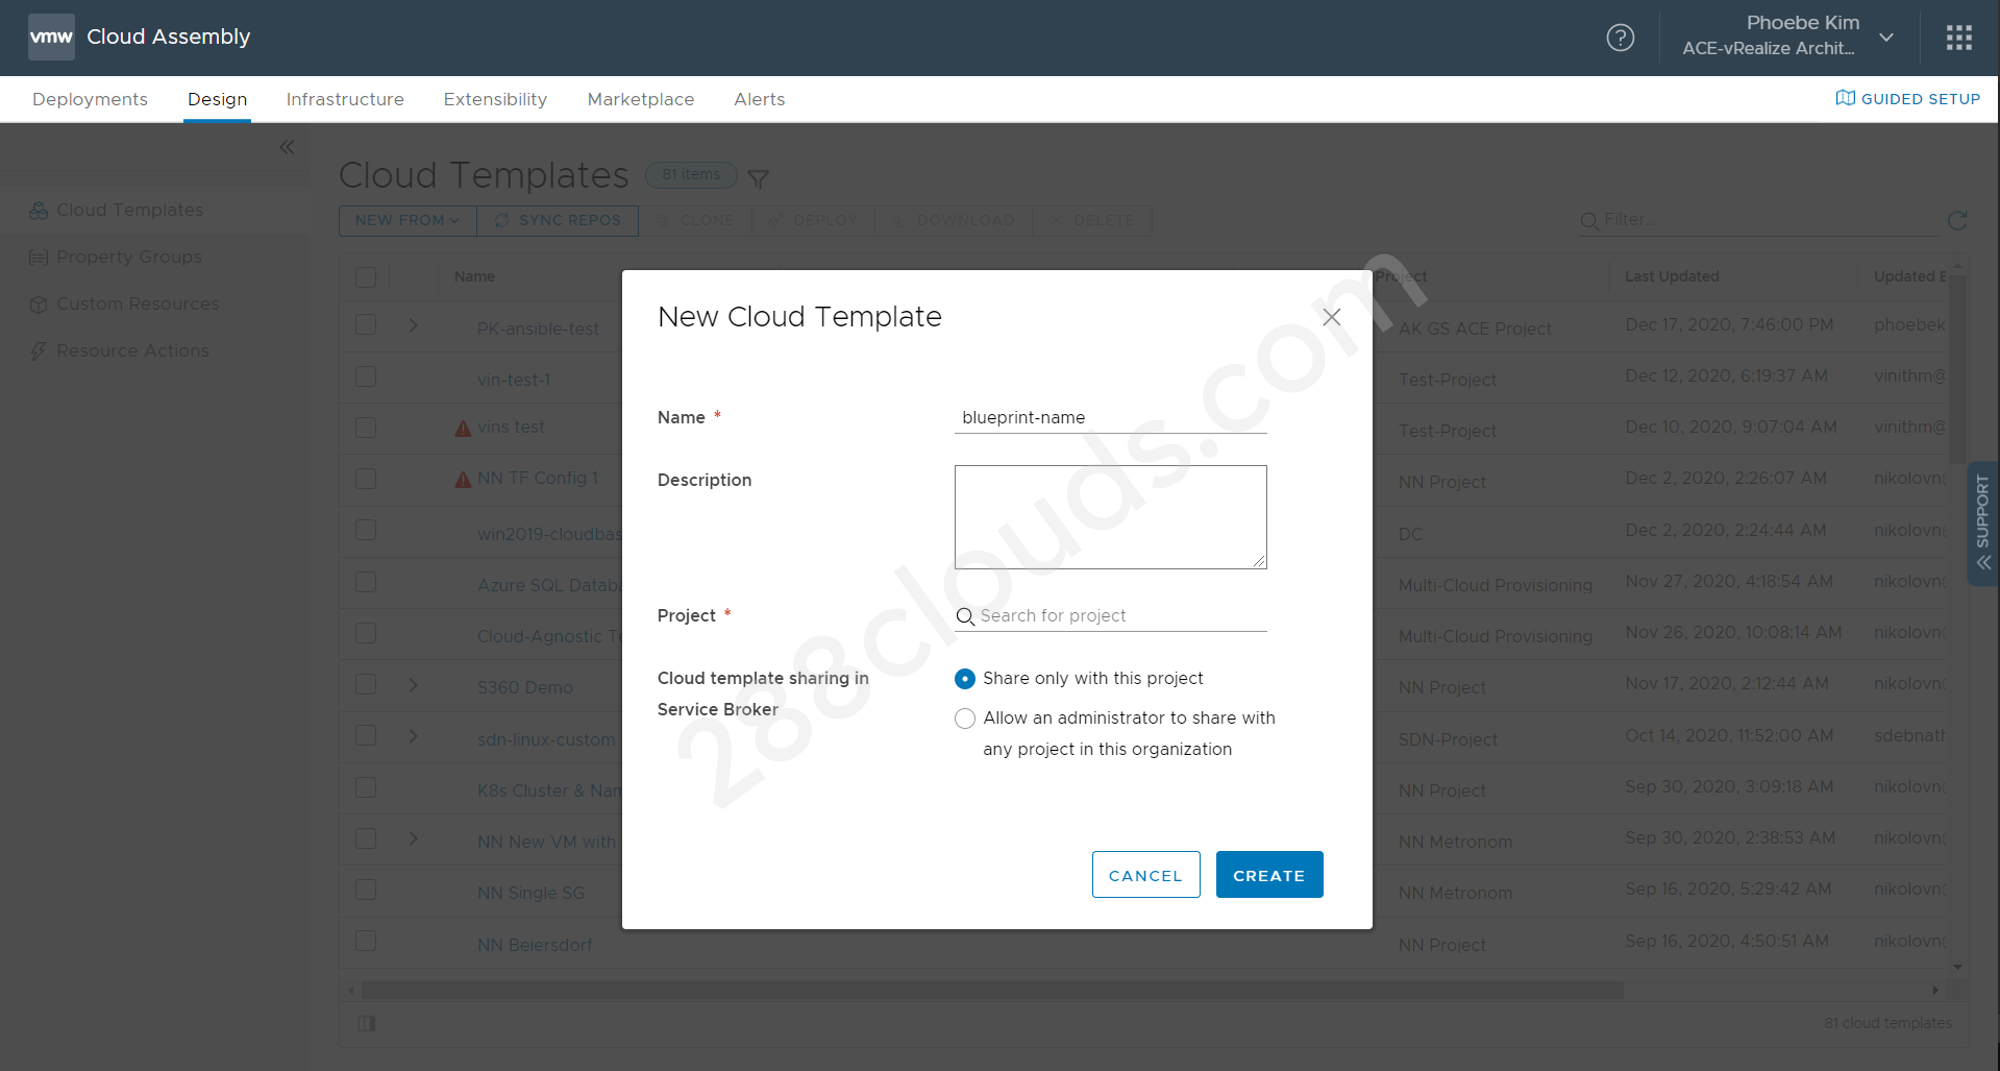 vmw Cloud Assembly
Phoebe Kim
ACE-vRealize Archit...
Deployments Design Infrastructure Extensibility Marketplace Alerts
GUIDED SETUP
Cloud Templates 81 items
Cloud Templates
Property Groups
Custom Resources
Resource Actions
NEW FROM SYNC REPOS CLONE DEPLOY DOWNLOAD DELETE
Filter...
Name Project Last Updated Updated
PK-ansible-test AK GS ACE Project Dec 17, 2020, 7:46:00 PM phoebek
vin-test-1 Test-Project Dec 12, 2020, 6:19:37 AM vinithm@
vins test Test-Project Dec 10, 2020, 9:07:04 AM vinithm@
NN TF Config 1 NN Project Dec 2, 2020, 2:26:07 AM nikolovn
win2019-cloudbas DC Dec 2, 2020, 2:24:44 AM nikolovn
Azure SQL Databa Multi-Cloud Provisioning Nov 27, 2020, 4:18:54 AM nikolovn
Cloud-Agnostic Te Multi-Cloud Provisioning Nov 26, 2020, 10:08:14 AM nikolovn
S360 Demo NN Project Nov 17, 2020, 2:12:44 AM nikolovn
sdn-linux-custom SDN-Project Oct 14, 2020, 11:52:00 AM sdebnath
K8s Cluster & Nam NN Project Sep 30, 2020, 3:09:18 AM nikolovn
NN New VM with NN Metronom Sep 30, 2020, 2:38:53 AM nikolovn
NN Single SG NN Metronom Sep 16, 2020, 5:29:42 AM nikolovn
NN Beiersdorf NN Project Sep 16, 2020, 4:50:51 AM nikolovn
81 cloud templates
SUPPORT
New Cloud Template
Name * blueprint-name
Description
Project * Search for project
Cloud template sharing in
Service Broker
Share only with this project
Allow an administrator to share with
any project in this organization
CANCEL CREATE
288clouds.com